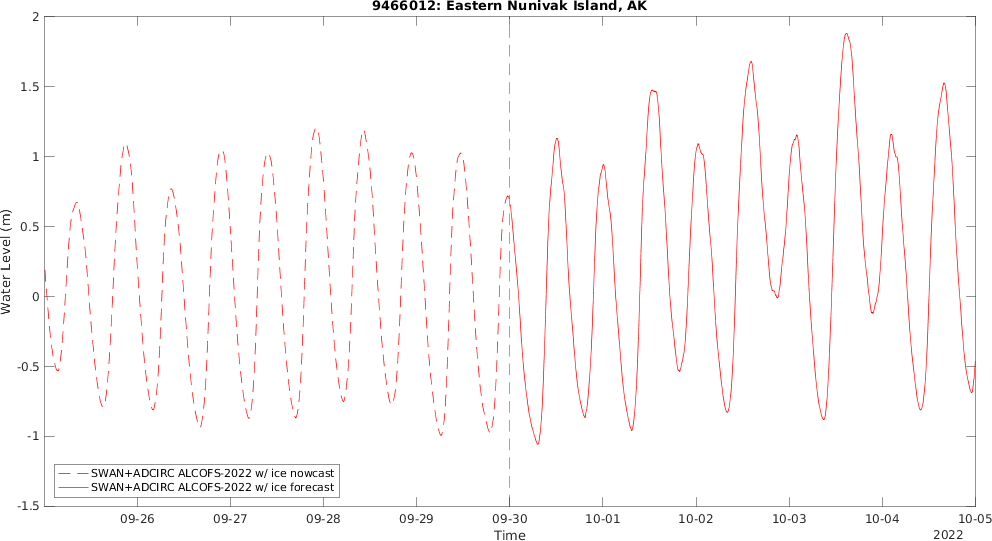 9466012: Eastern Nunivak Island, AK
2
1.5
1
0.5
0
-0.5
-1
-1.5
Water Level (m)
SWAN+ADCIRC ALCOFS-2022 w/ ice nowcast
SWAN+ADCIRC ALCOFS-2022 w/ ice forecast
09-26 09-27 09-28 09-29 09-30 10-01 10-02 10-03 10-04 10-05
Time
2022